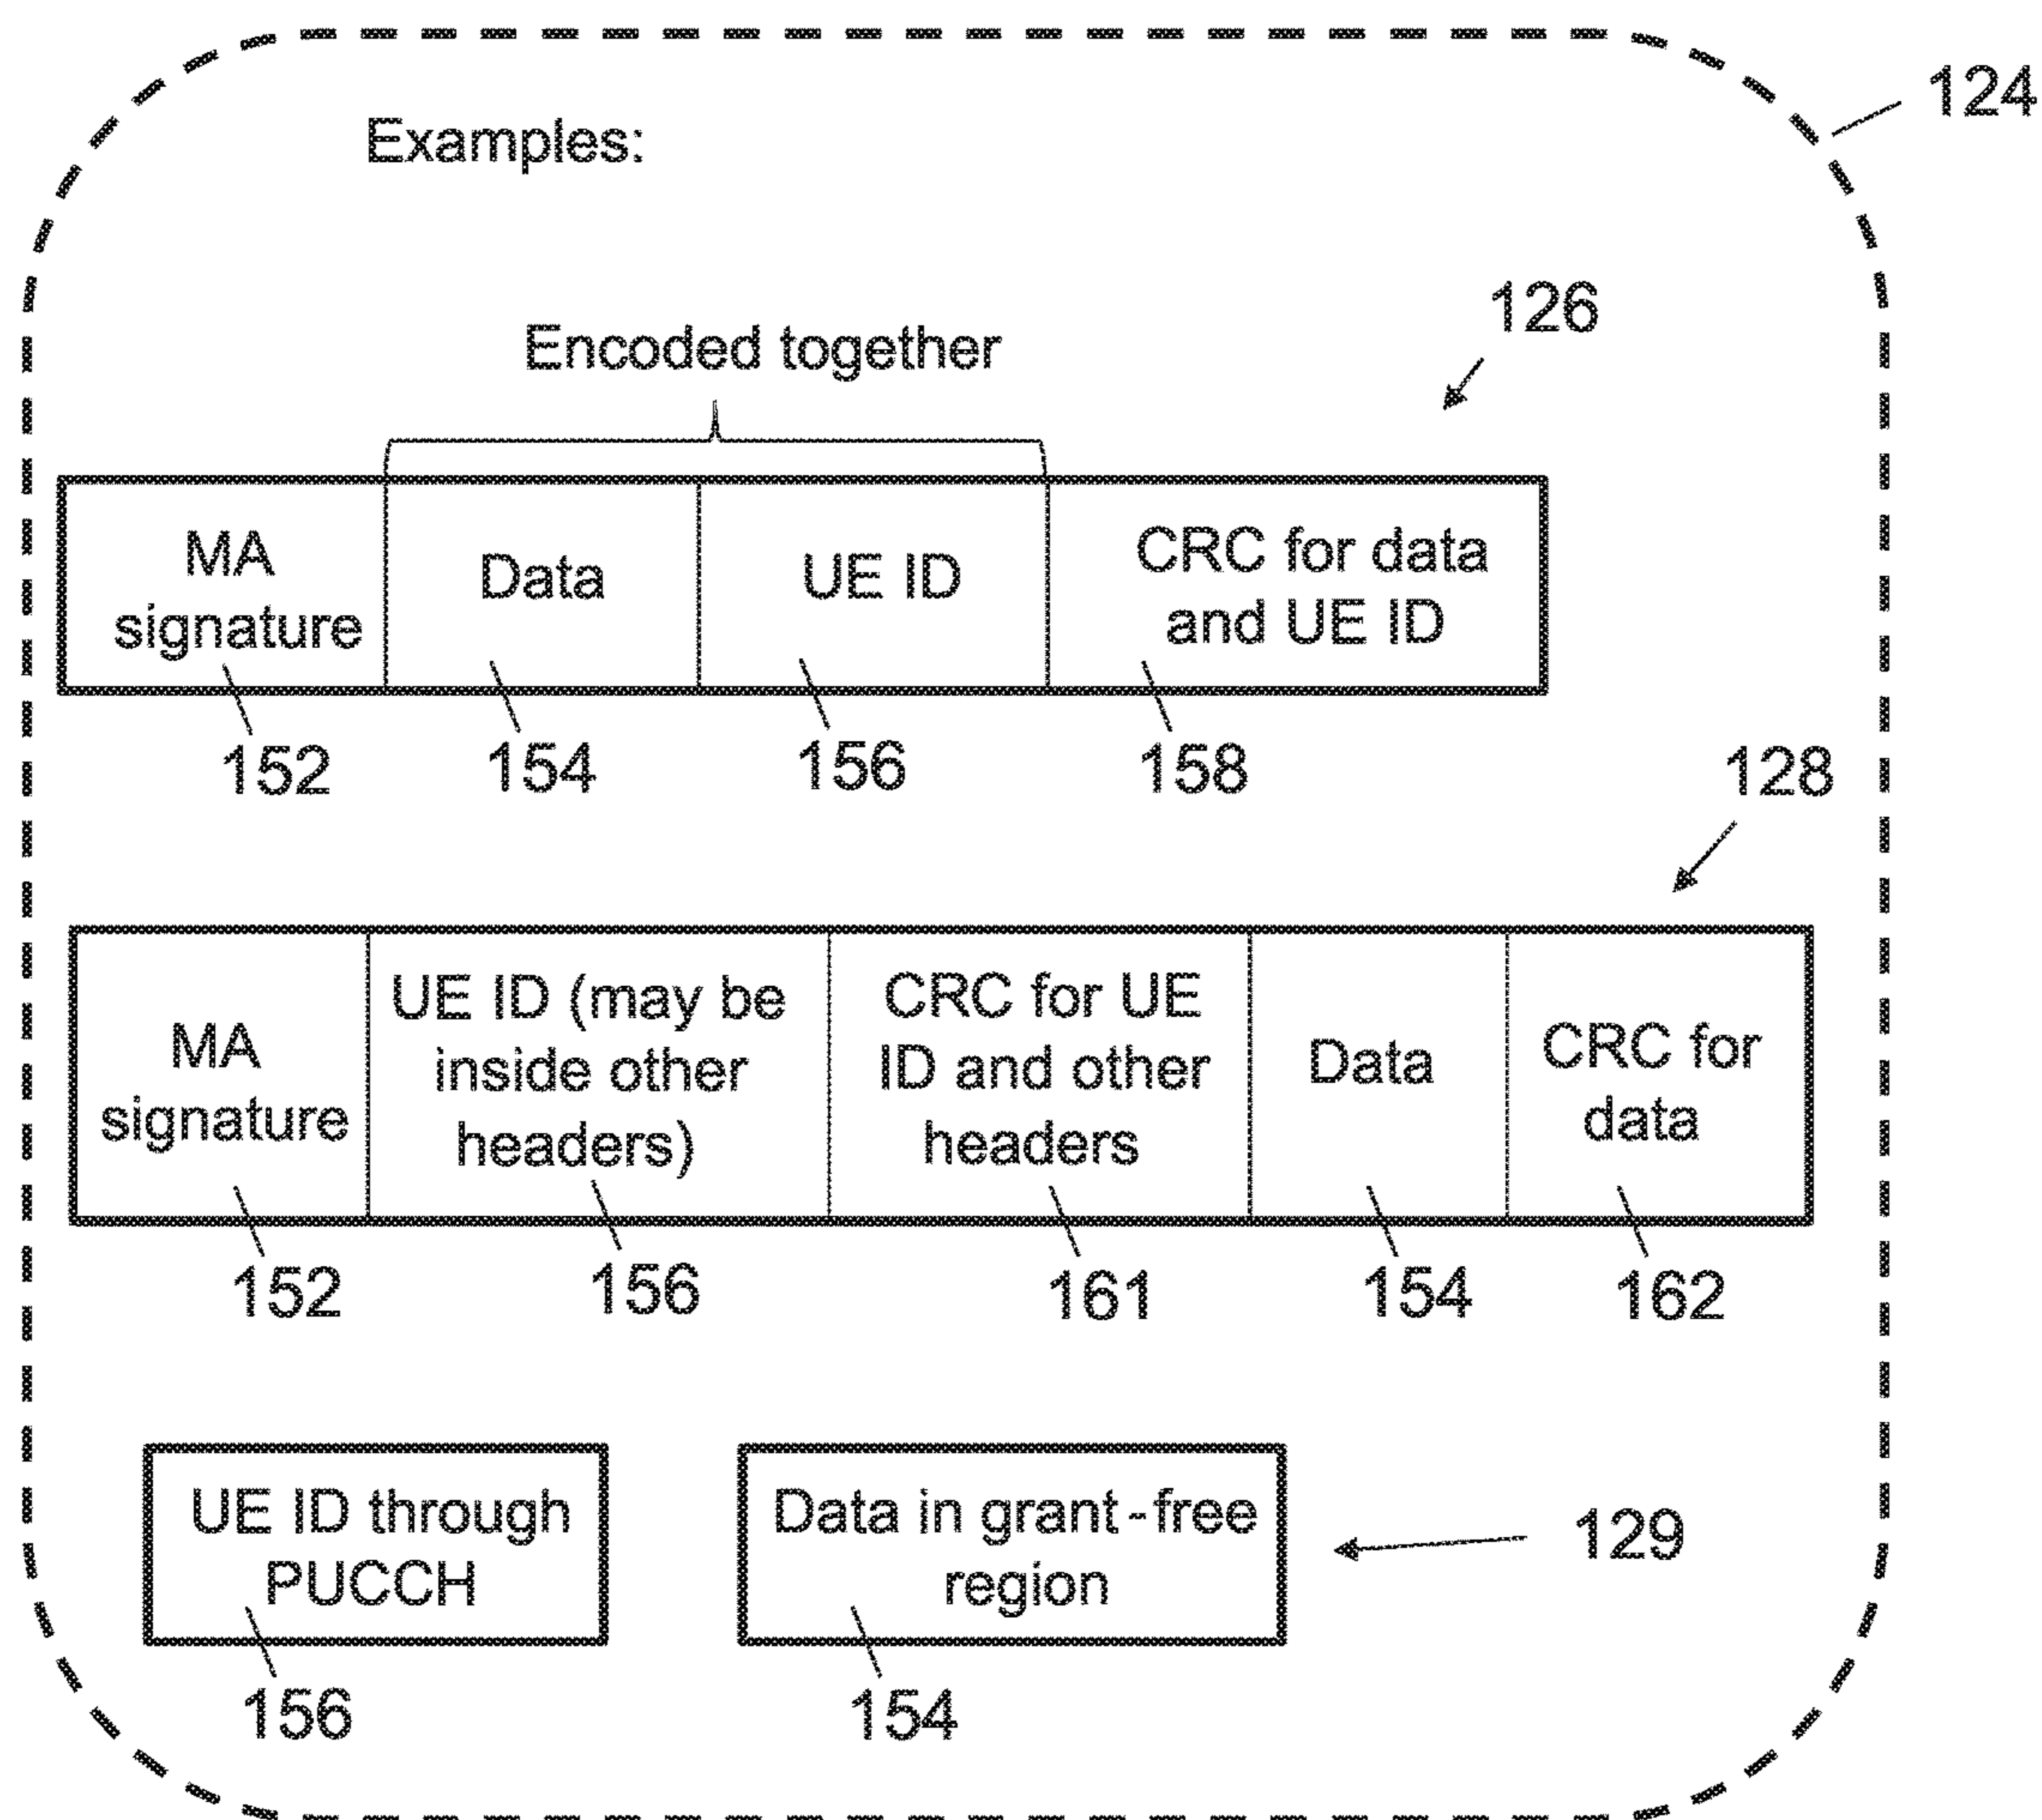 124
Examples:
126
Encoded together
MA
signature
Data
UE ID
CRC for data
and UE ID
152
154
156
158
128
MA
signature
UE ID (may be
inside other
headers)
CRC for UE
ID and other
headers
Data
CRC for
data
152
156
161
154
162
UE ID through
PUCCH
Data in grant-free
region
129
156
154